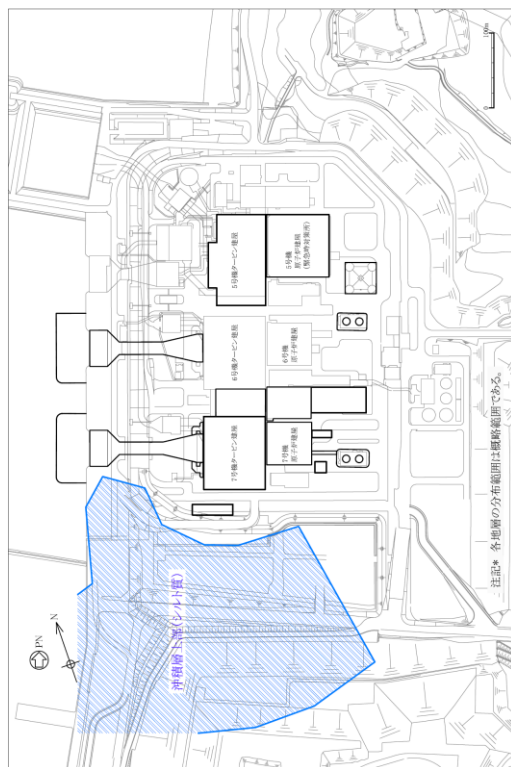 100m
0
5号機タービン建屋
5号機
原子炉建屋
(緊急時対策所)
6号機タービン建屋
6号機
原子炉建屋
7号機タービン建屋
7号機
原子炉建屋
沖積層上部(シルト質)
PN
N
注記* 各地層の分布範囲は概略範囲である。